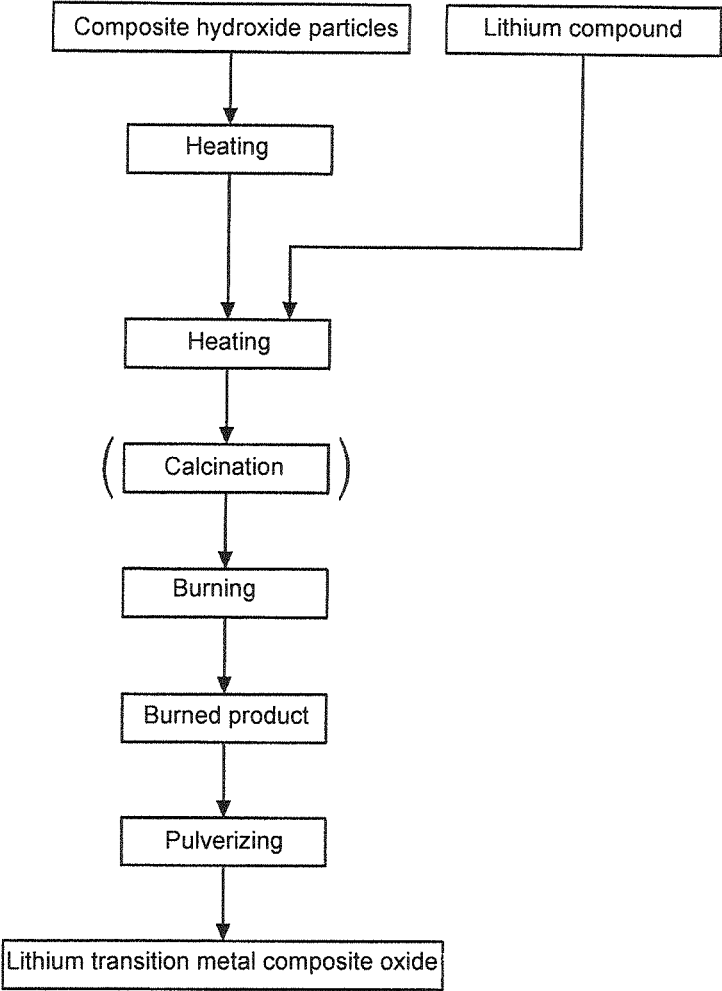 Composite hydroxide particles
Lithium compound
Heating
Heating
( Calcination )
Burning
Burned product
Pulverizing
Lithium transition metal composite oxide